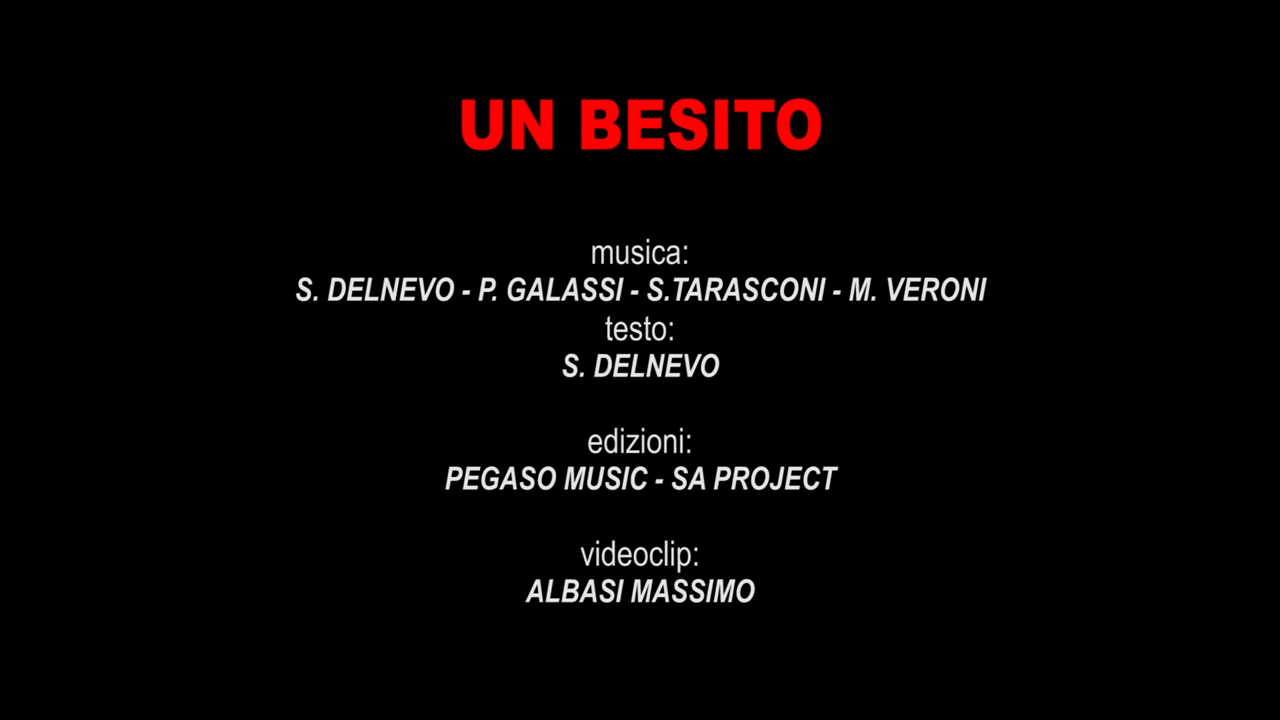 UN BESITO
musica:
S. DELNEVO - P. GALASSI - S.TARASCONI - M. VERONI
testo:
S. DELNEVO
edizioni:
PEGASO MUSIC - SA PROJECT
videoclip:
ALBASI MASSIMO